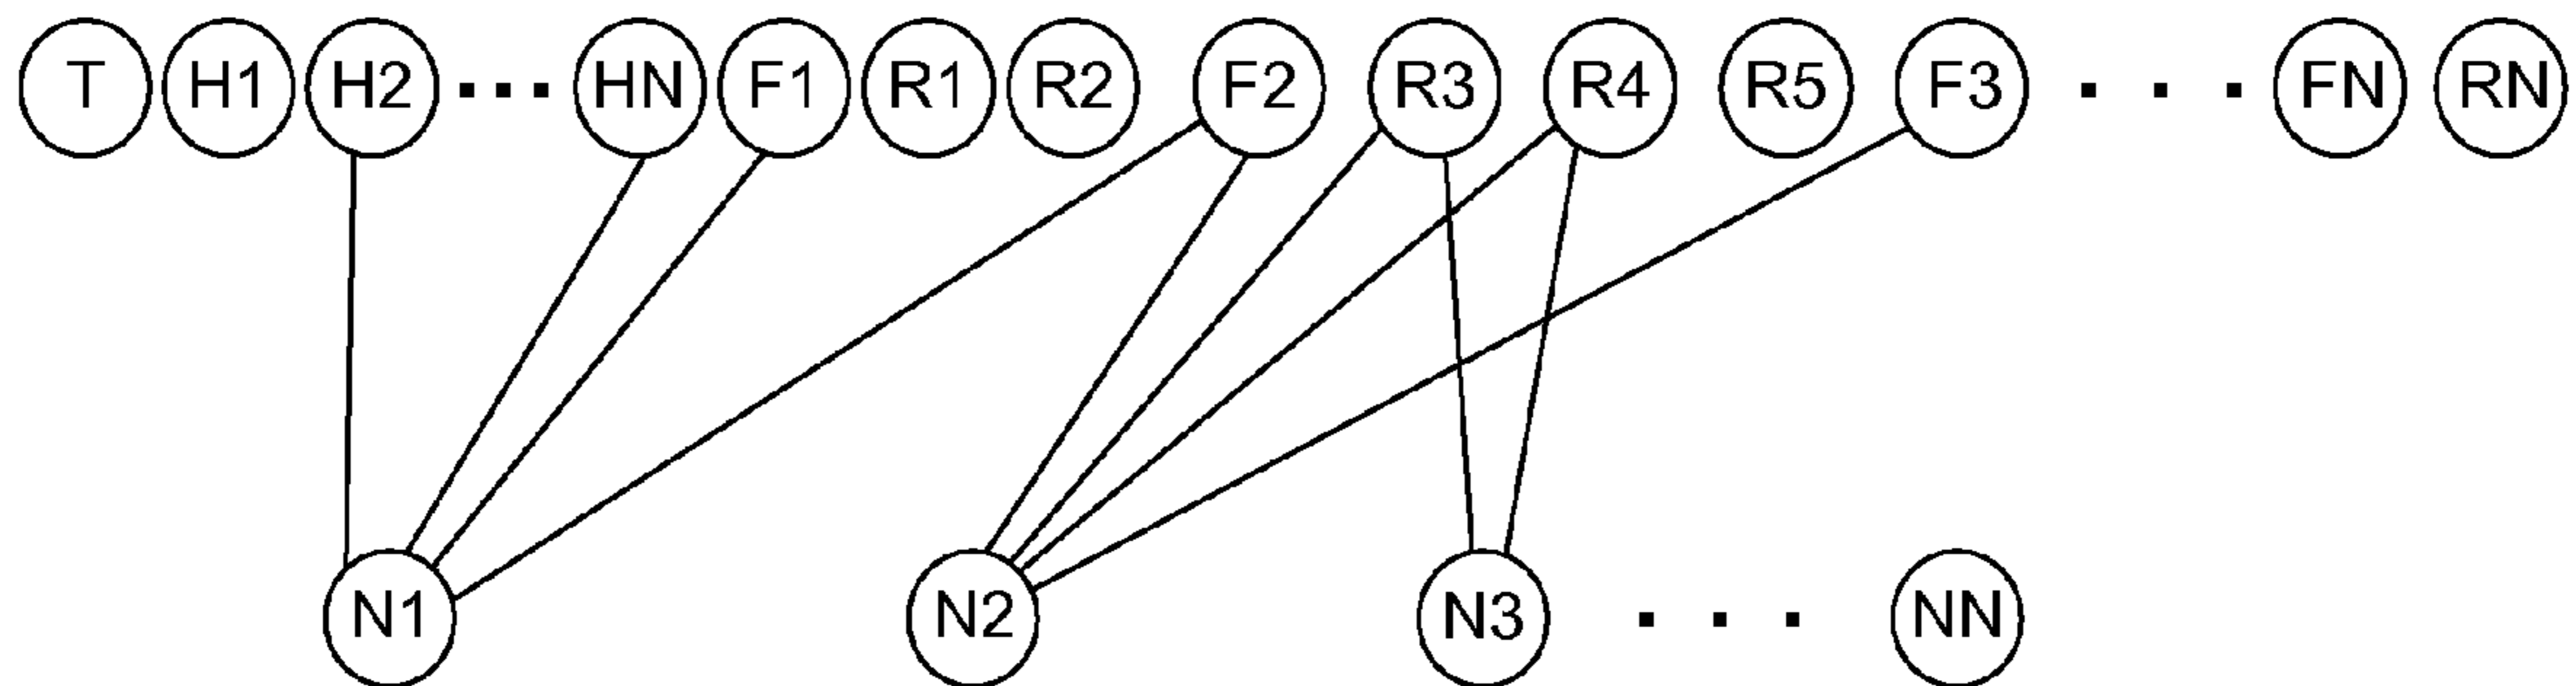 T H1 H2 ... HN F1 R1 R2 F2 R3 R4 R5 F3 . . . FN RN
N1 N2 N3 . . . NN